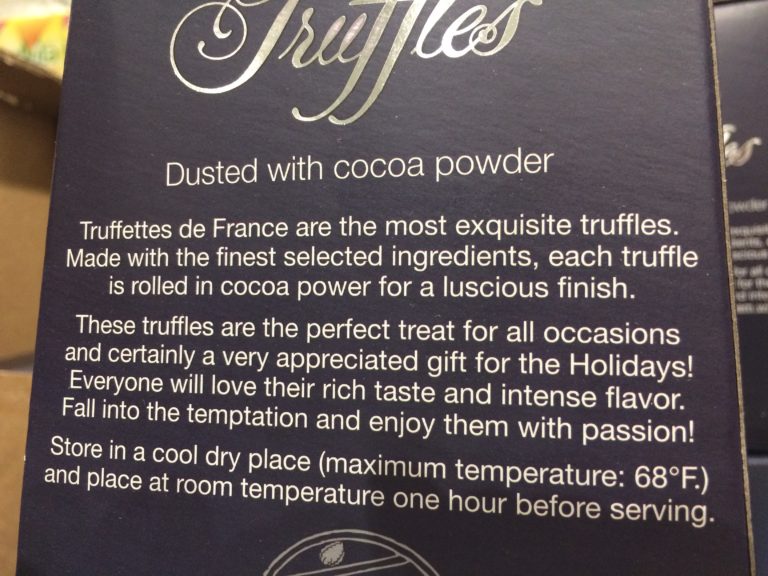 Truffles
Dusted with cocoa powder
Truffettes de France are the most exquisite truffles.
Made with the finest selected ingredients, each truffle
is rolled in cocoa power for a luscious finish.
These truffles are the perfect treat for all occasions
and certainly a very appreciated gift for the Holidays!
Everyone will love their rich taste and intense flavor.
Fall into the temptation and enjoy them with passion!
Store in a cool dry place (maximum temperature: 68°F.)
and place at room temperature one hour before serving.